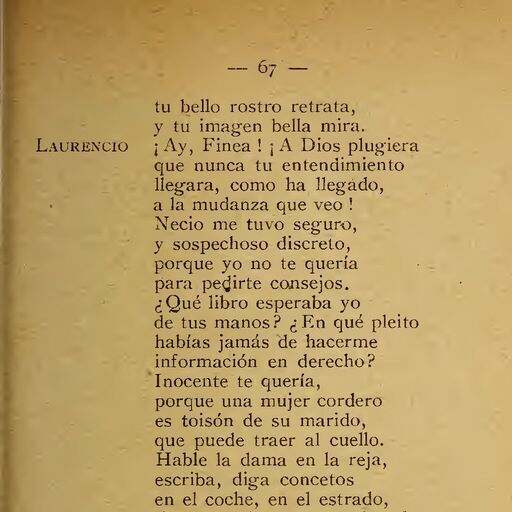 — 67 —
tu bello rostro retrata,
y tu imagen bella mira.
LAURENCIO ¡Ay, Finea! ¡A Dios plugiera
que nunca tu entendimiento
llegara, como ha llegado,
a la mudanza que veo!
Necio me tuvo seguro,
y sospechoso discreto,
porque yo no te quería
para pedirte consejos.
¿Qué libro esperaba yo
de tus manos? ¿En qué pleito
habías jamás de hacerme
información en derecho?
Inocente te quería,
porque una mujer cordero
es toisón de su marido,
que puede traer al cuello.
Hable la dama en la reja,
escriba, diga concetos
en el coche, en el estrado,